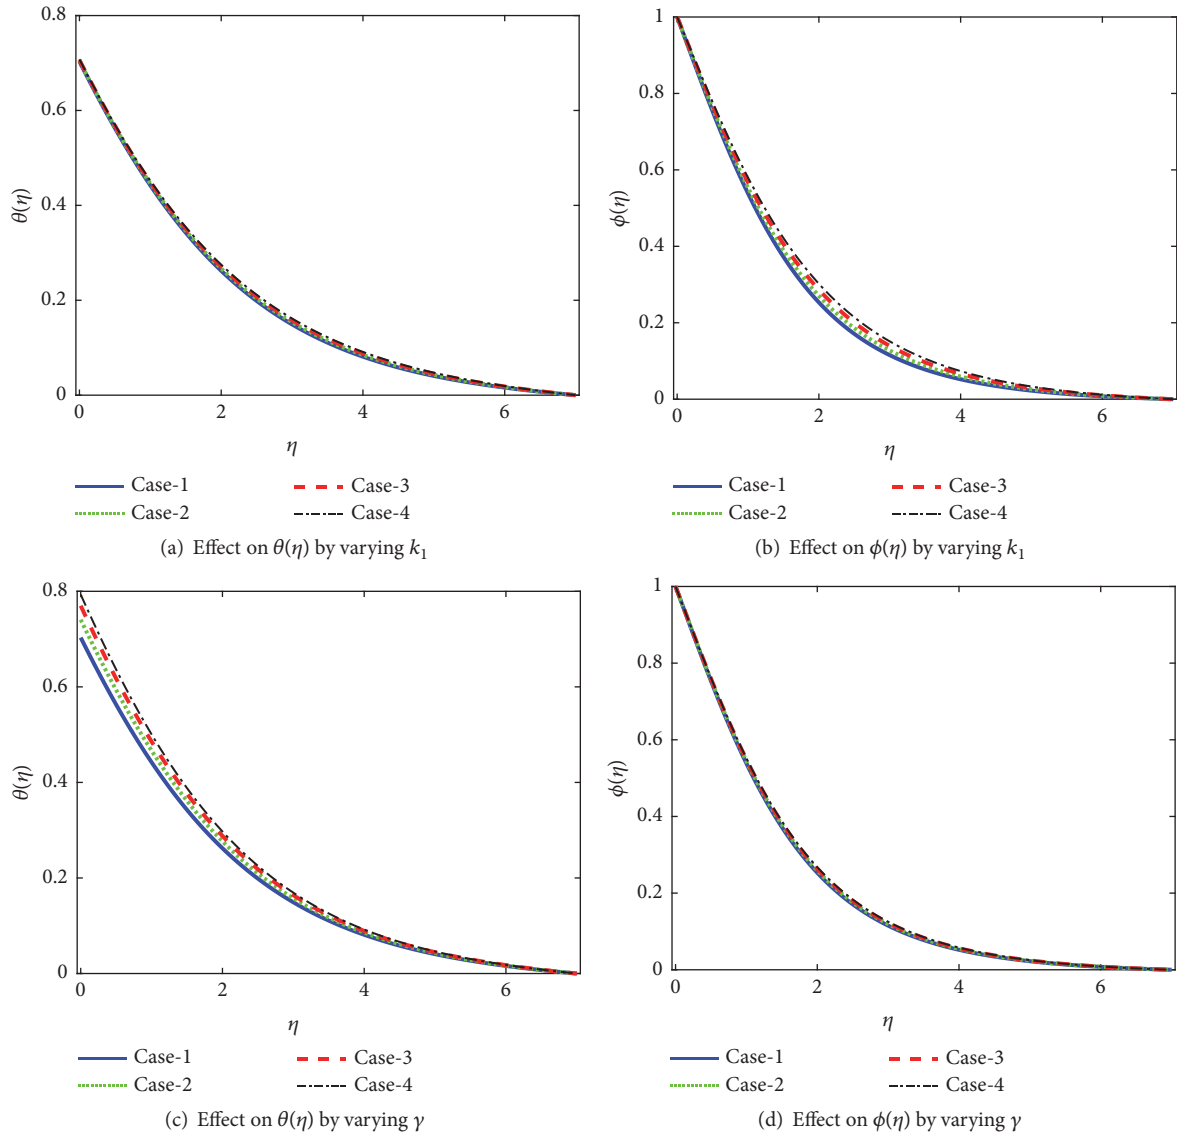 0.8
0.6
0.4
0.2
0
θ(η)
0
2
4
6
η
Case-1
Case-3
Case-2
Case-4
(a) Effect on θ(η) by varying k₁
1
0.8
0.6
0.4
0.2
0
ϕ(η)
0
2
4
6
η
Case-1
Case-3
Case-2
Case-4
(b) Effect on ϕ(η) by varying k₁
0.8
0.6
0.4
0.2
0
θ(η)
0
2
4
6
η
Case-1
Case-3
Case-2
Case-4
(c) Effect on θ(η) by varying γ
1
0.8
0.6
0.4
0.2
0
ϕ(η)
0
2
4
6
η
Case-1
Case-3
Case-2
Case-4
(d) Effect on ϕ(η) by varying γ